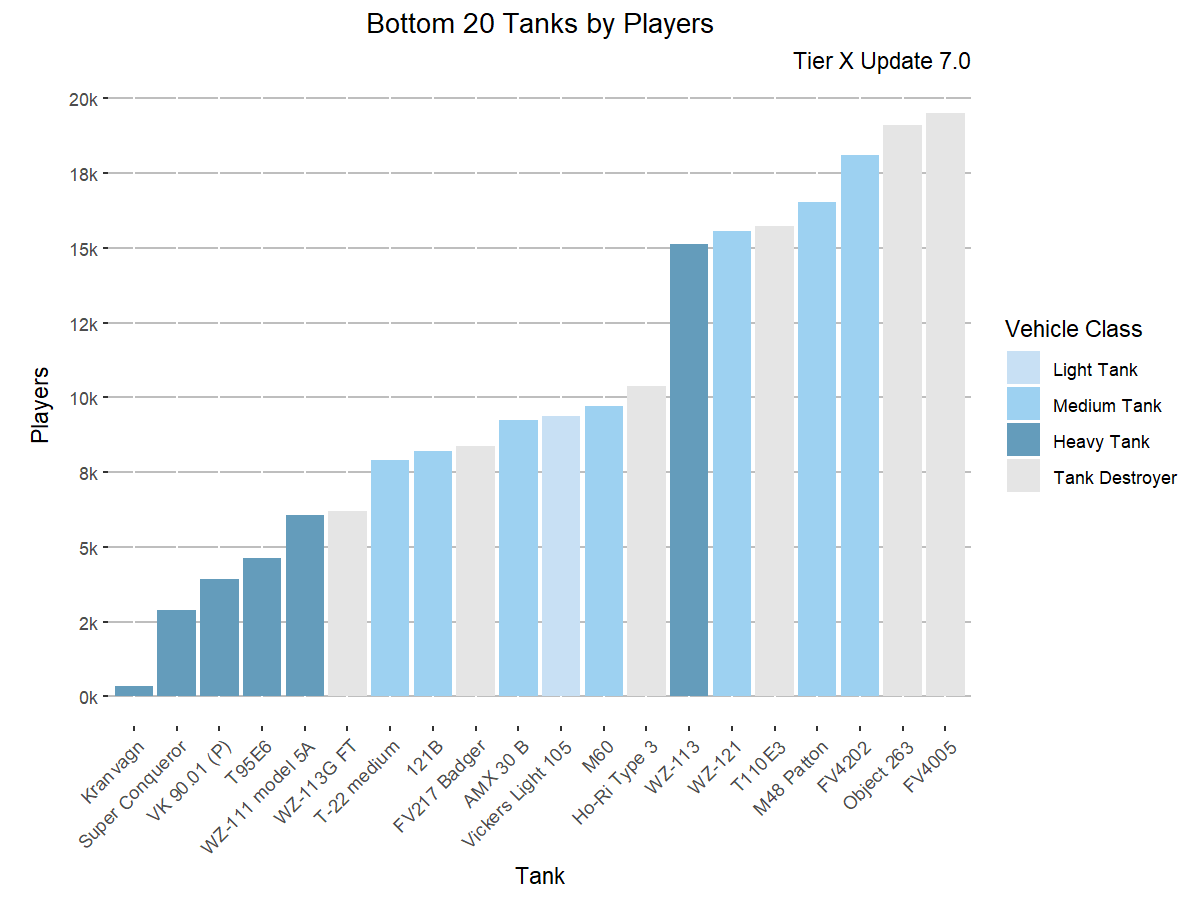 Bottom 20 Tanks by Players
Tier X Update 7.0
20k
18k
15k
12k
10k
8k
5k
2k
0k
Players
Kranvagn
Super Conqueror
VK 90.01 (P)
T95E6
WZ-111 model 5A
WZ-113G FT
T-22 medium
121B
FV217 Badger
AMX 30 B
Vickers Light 105
M60
Ho-Ri Type 3
WZ-113
WZ-121
T110E3
M48 Patton
FV4202
Object 263
FV4005
Tank
Vehicle Class
Light Tank
Medium Tank
Heavy Tank
Tank Destroyer